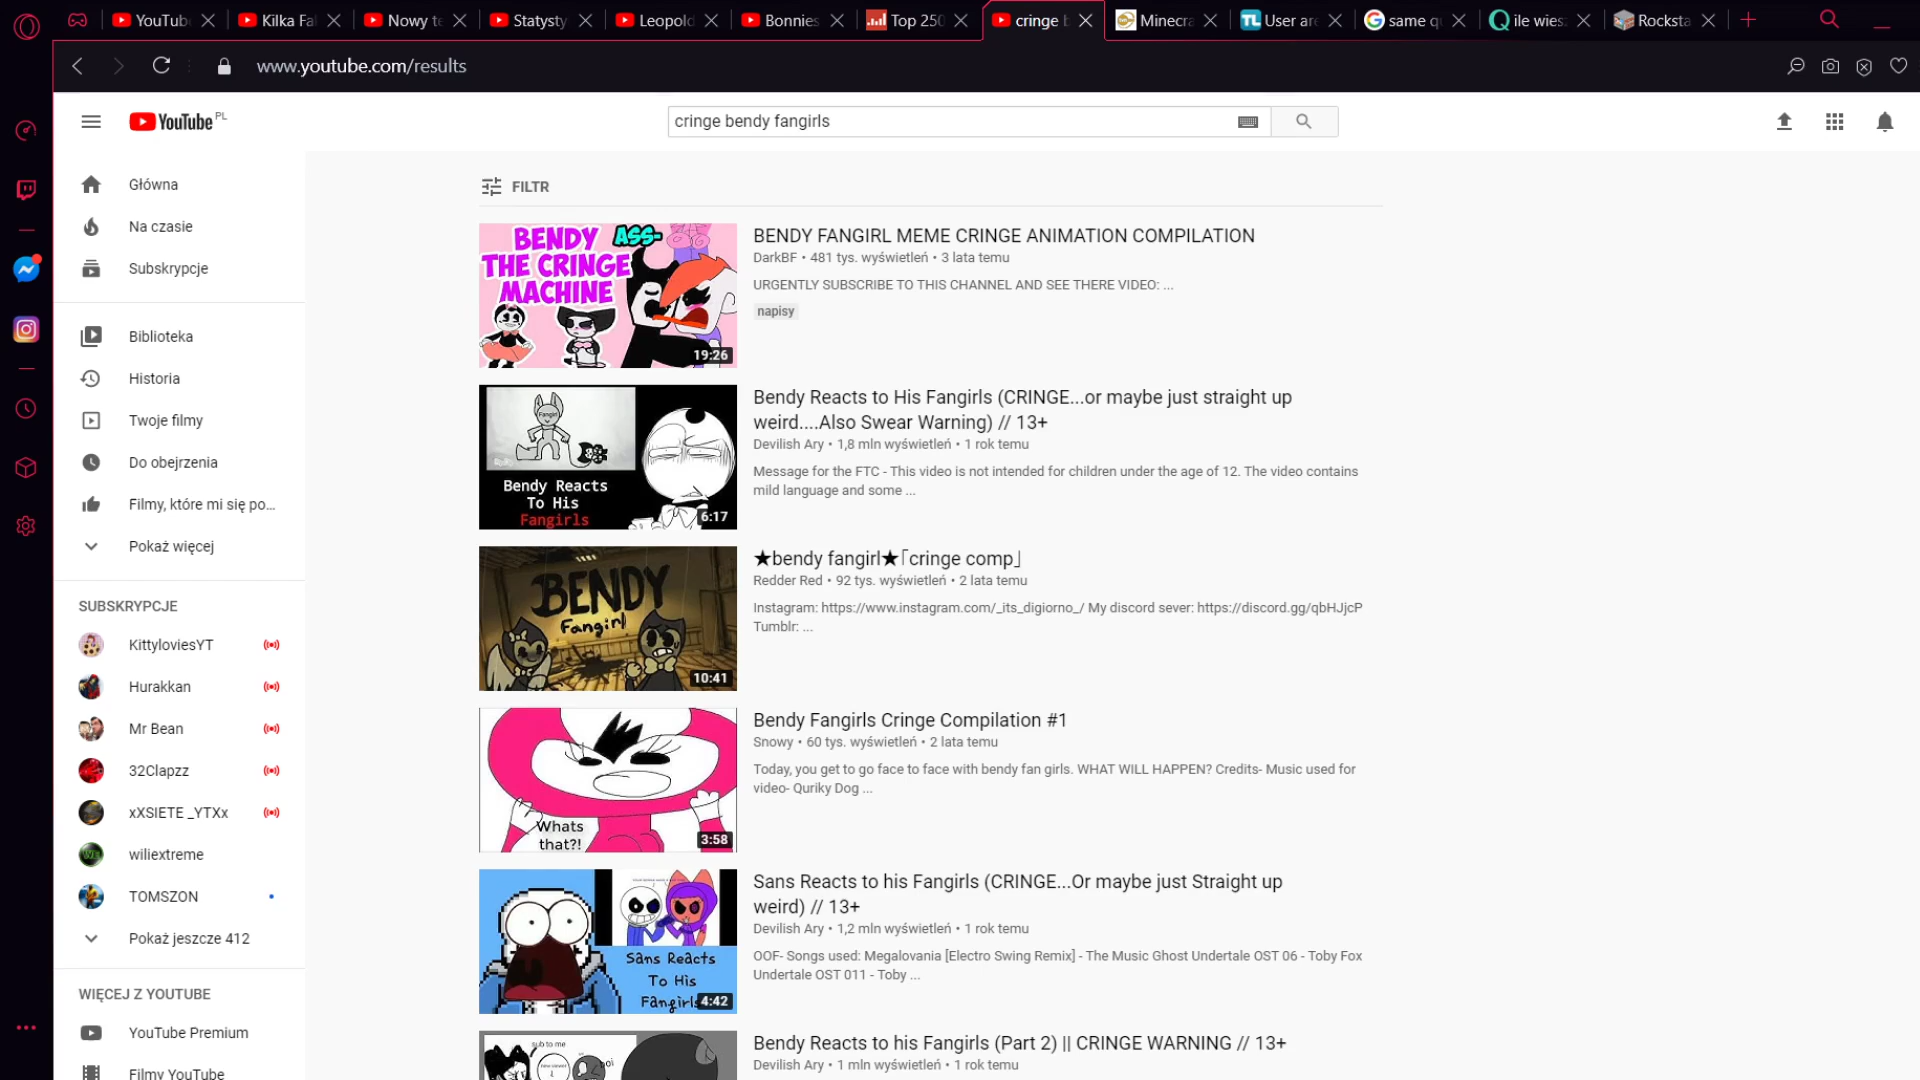 YouTube
Kilka Fa
Nowy te
Statysty
Leopold
Bonnies
Top 250
cringe b
Minecra
User are
same q
ile wies
Rocksta
www.youtube.com/results
YouTube PL
cringe bendy fangirls
Główna
Na czasie
Subskrypcje
Biblioteka
Historia
Twoje filmy
Do obejrzenia
Filmy, które mi się po...
Pokaż więcej
SUBSKRYPCJE
KittyloviesYT
Hurakkan
Mr Bean
32Clapzz
xXSIETE _YTXx
wiliextreme
TOMSZON
Pokaż jeszcze 412
WIĘCEJ Z YOUTUBE
YouTube Premium
Filmy YouTube
FILTR
BENDY ASS-
THE CRINGE
MACHINE
19:26
BENDY FANGIRL MEME CRINGE ANIMATION COMPILATION
DarkBF • 481 tys. wyświetleń • 3 lata temu
URGENTLY SUBSCRIBE TO THIS CHANNEL AND SEE THERE VIDEO: ...
napisy
Fangirl
Bendy Reacts
To His
Fangirls
6:17
Bendy Reacts to His Fangirls (CRINGE...or maybe just straight up
weird....Also Swear Warning) // 13+
Devilish Ary • 1,8 mln wyświetleń • 1 rok temu
Message for the FTC - This video is not intended for children under the age of 12. The video contains
mild language and some ...
BENDY
Fangirl
10:41
★bendy fangirl★「cringe comp」
Redder Red • 92 tys. wyświetleń • 2 lata temu
Instagram: https://www.instagram.com/_its_digiorno_/ My discord sever: https://discord.gg/qbHJjcP
Tumblr: ...
Whats
that?!
3:58
Bendy Fangirls Cringe Compilation #1
Snowy • 60 tys. wyświetleń • 2 lata temu
Today, you get to go face to face with bendy fan girls. WHAT WILL HAPPEN? Credits- Music used for
video- Quriky Dog ...
Sans Reacts
To His
Fangirls
4:42
Sans Reacts to his Fangirls (CRINGE...Or maybe just Straight up
weird) // 13+
Devilish Ary • 1,2 mln wyświetleń • 1 rok temu
OOF- Songs used: Megalovania [Electro Swing Remix] - The Music Ghost Undertale OST 06 - Toby Fox
Undertale OST 011 - Toby ...
sub to me
Bendy Reacts to his Fangirls (Part 2) || CRINGE WARNING // 13+
Devilish Ary • 1 mln wyświetleń • 1 rok temu